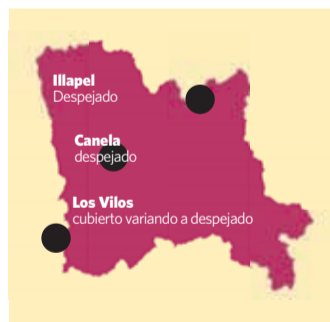 Illapel
Despejado
Canela
despejado
Los Vilos
cubierto variando a despejado